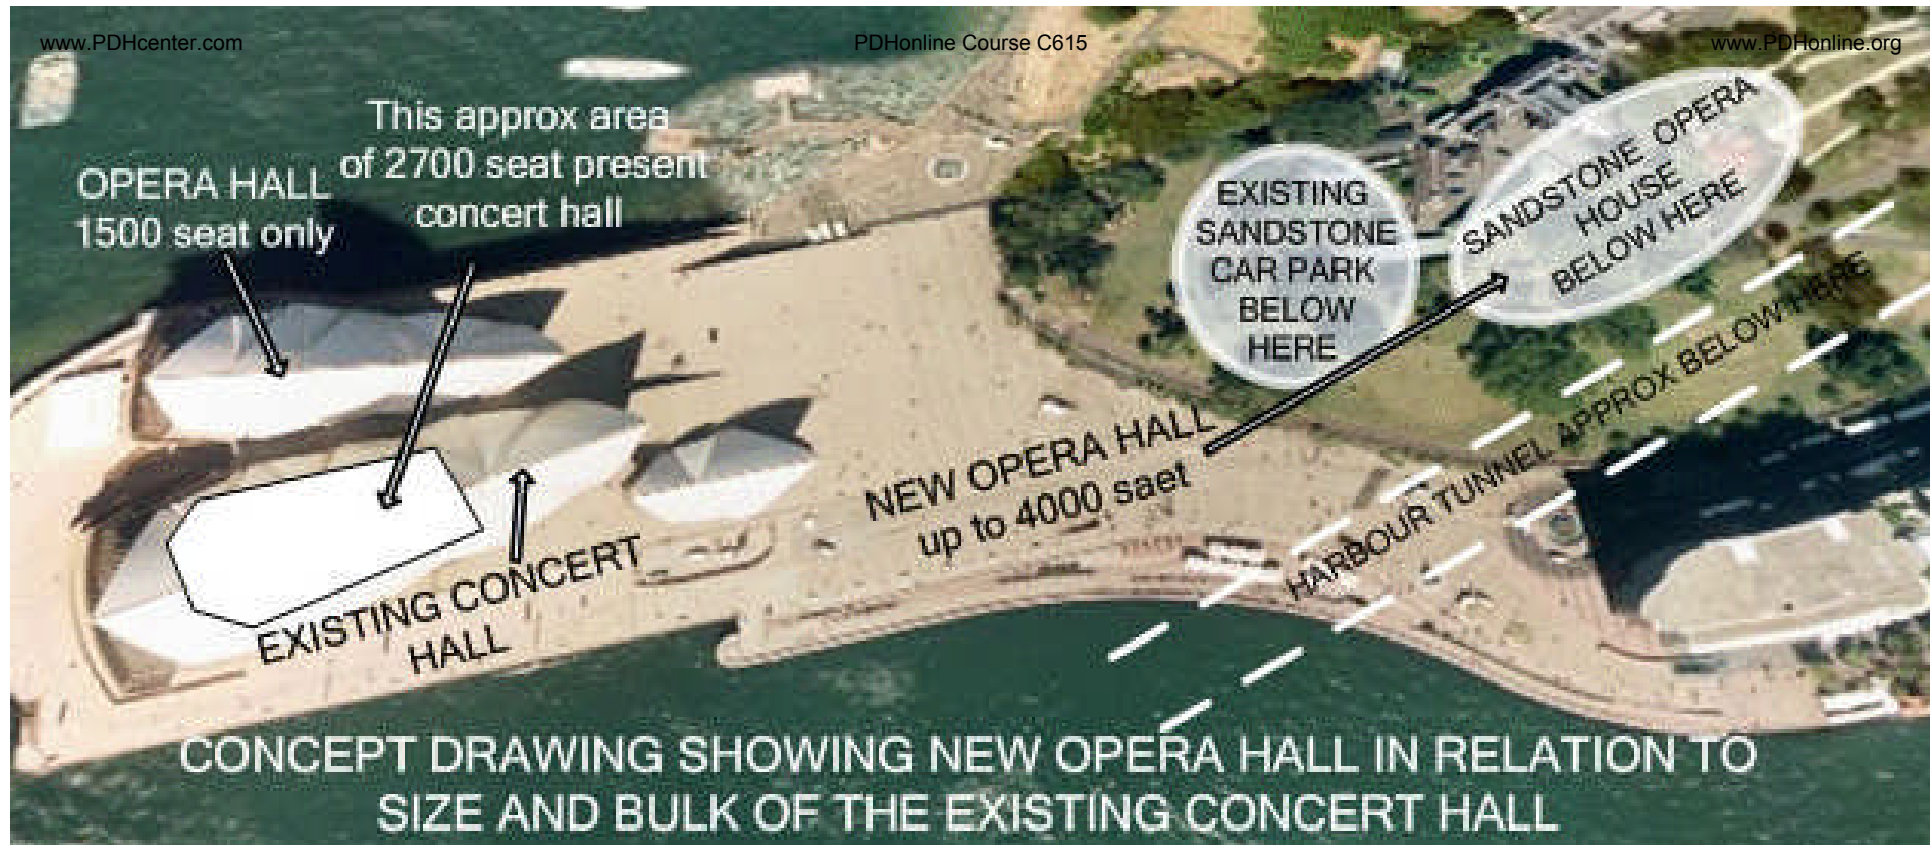 www.PDHcenter.com
PDHonline Course C615
www.PDHonline.org
This approx area
of 2700 seat present
concert hall
OPERA HALL
1500 seat only
EXISTING
SANDSTONE
CAR PARK
BELOW
HERE
SANDSTONE OPERA
HOUSE
BELOW HERE
NEW OPERA HALL
up to 4000 saet
HARBOUR TUNNEL APPROX BELOW HERE
EXISTING CONCERT
HALL
CONCEPT DRAWING SHOWING NEW OPERA HALL IN RELATION TO
SIZE AND BULK OF THE EXISTING CONCERT HALL